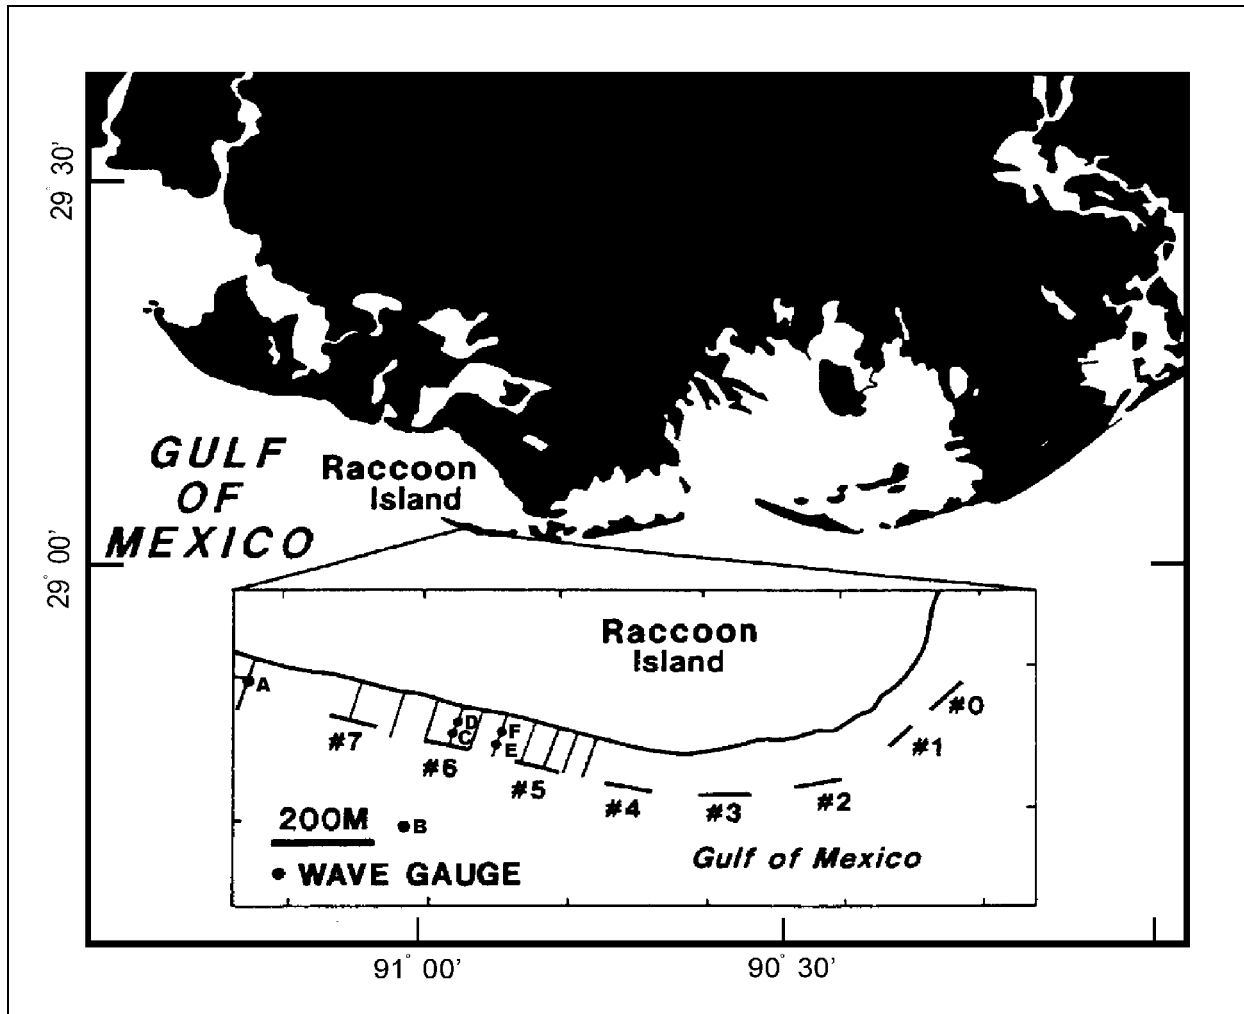 29° 30'
GULF
OF
MEXICO
Raccoon
Island
29° 00'
Raccoon
Island
A
#7
D
C
F
E
#6
#5
#4
#3
#2
#1
#0
200M
B
Gulf of Mexico
WAVE GAUGE
91° 00'
90° 30'